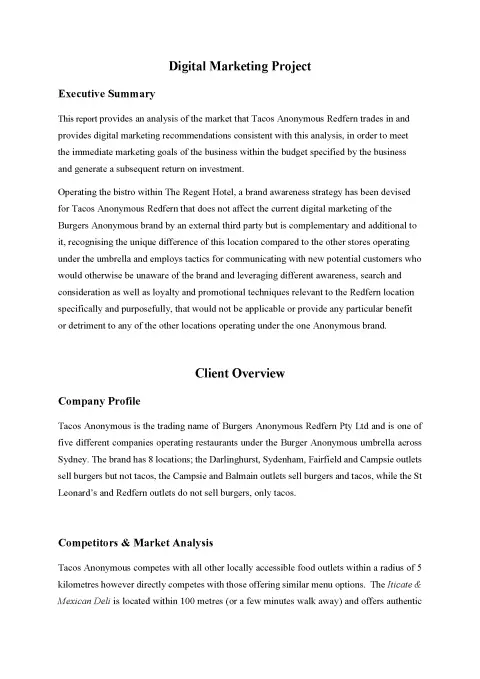 Digital Marketing Project
Executive Summary
This report provides an analysis of the market that Tacos Anonymous Redfern trades in and
provides digital marketing recommendations consistent with this analysis, in order to meet
the immediate marketing goals of the business within the budget specified by the business
and generate a subsequent return on investment.
Operating the bistro within The Regent Hotel, a brand awareness strategy has been devised
for Tacos Anonymous Redfern that does not affect the current digital marketing of the
Burgers Anonymous brand by an external third party but is complementary and additional to
it, recognising the unique difference of this location compared to the other stores operating
under the umbrella and employs tactics for communicating with new potential customers who
would otherwise be unaware of the brand and leveraging different awareness, search and
consideration as well as loyalty and promotional techniques relevant to the Redfern location
specifically and purposefully, that would not be applicable or provide any particular benefit
or detriment to any of the other locations operating under the one Anonymous brand.
Client Overview
Company Profile
Tacos Anonymous is the trading name of Burgers Anonymous Redfern Pty Ltd and is one of
five different companies operating restaurants under the Burger Anonymous umbrella across
Sydney. The brand has 8 locations; the Darlinghurst, Sydenham, Fairfield and Campsie outlets
sell burgers but not tacos, the Campsie and Balmain outlets sell burgers and tacos, while the St
Leonard's and Redfern outlets do not sell burgers, only tacos.
Competitors & Market Analysis
Tacos Anonymous competes with all other locally accessible food outlets within a radius of 5
kilometres however directly competes with those offering similar menu options. The Iticate &
Mexican Deli is located within 100 metres (or a few minutes walk away) and offers authentic